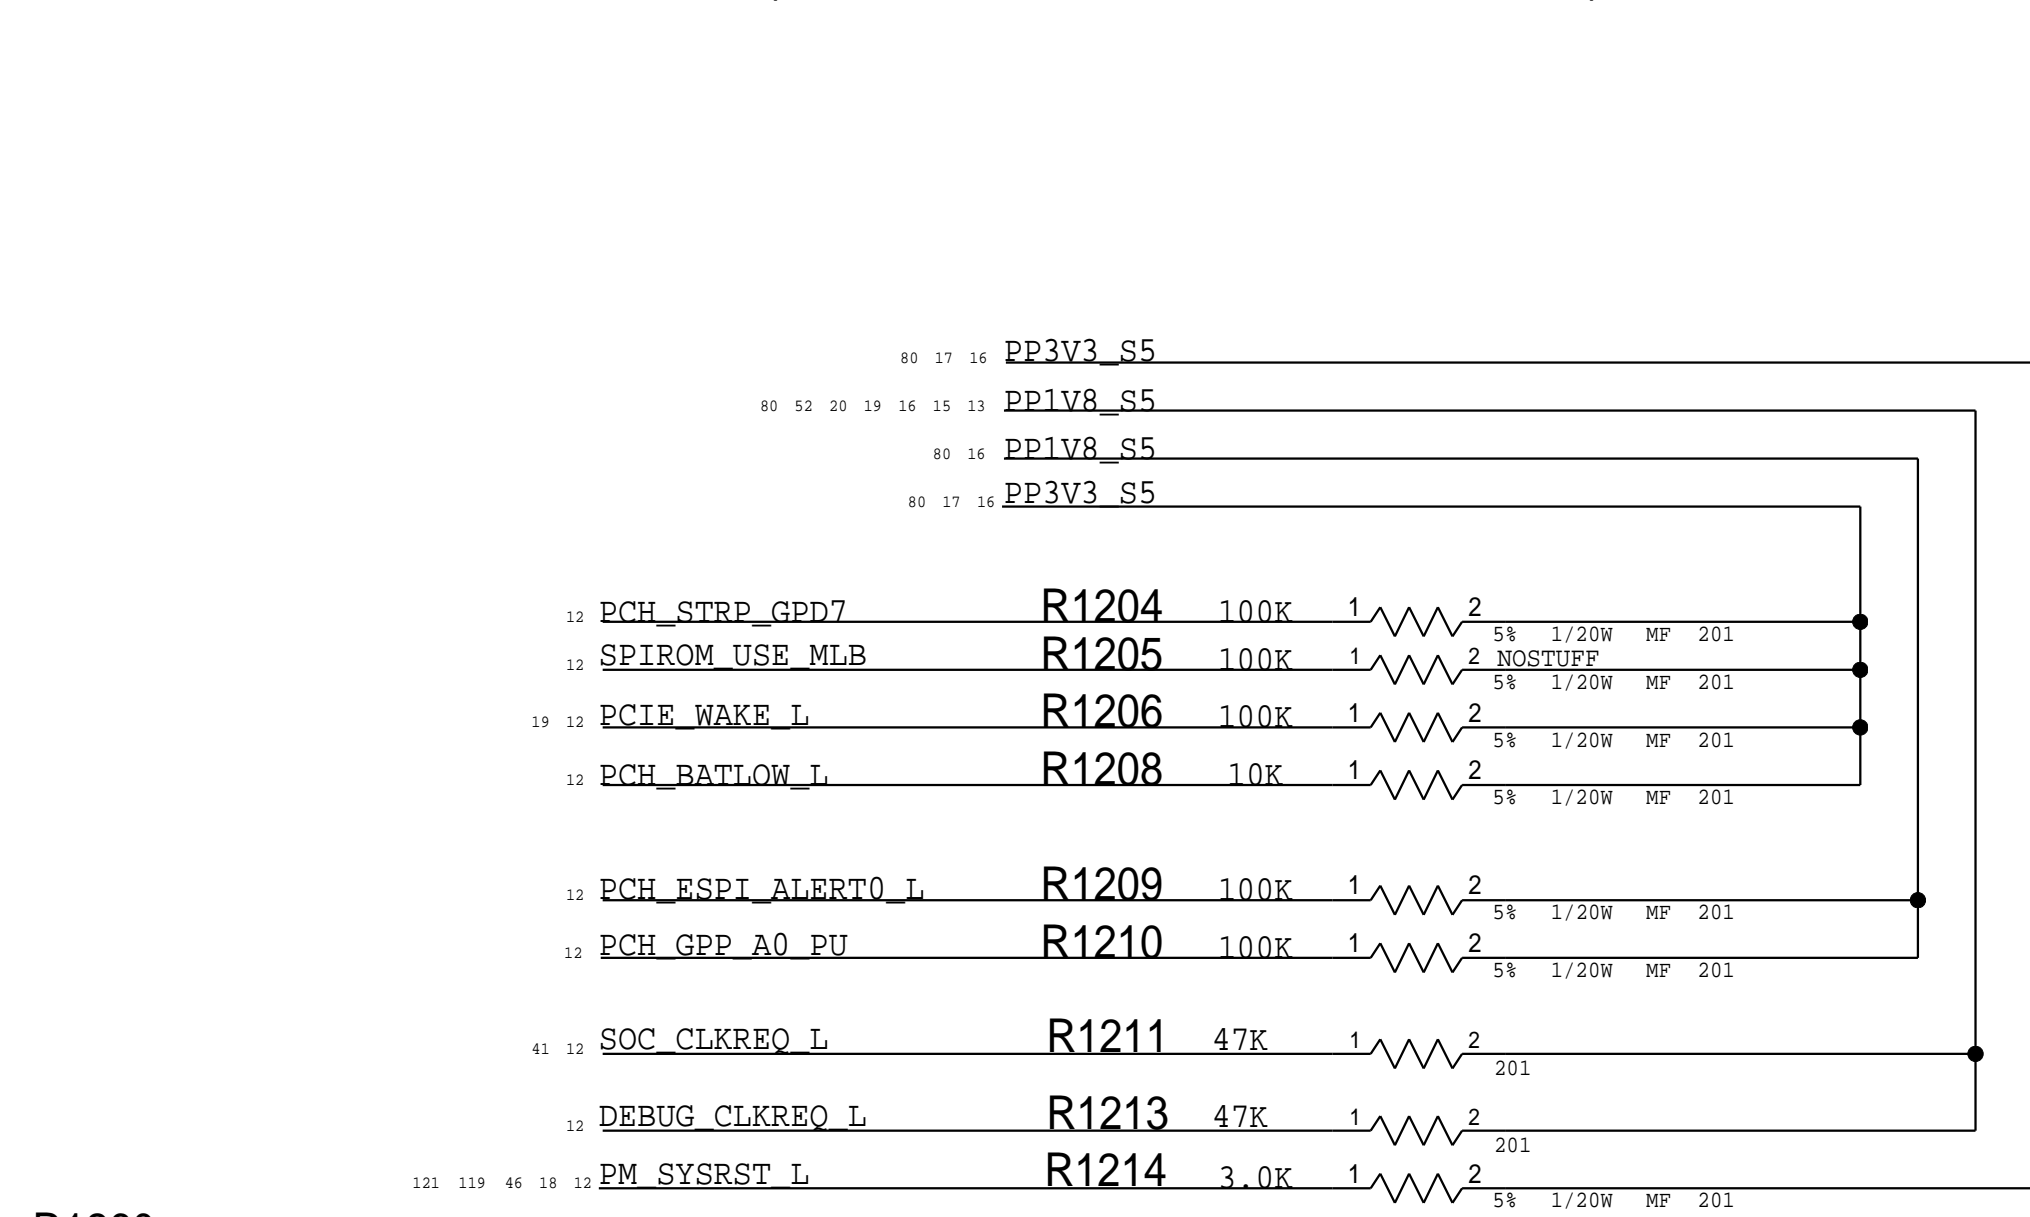 80 17 16 PP3V3_S5
80 52 20 19 16 15 13 PP1V8_S5
80 16 PP1V8_S5
80 17 16 PP3V3_S5
12 PCH_STRP_GPD7 R1204 100K 1 2
5% 1/20W MF 201
12 SPIROM_USE_MLB R1205 100K 1 2 NOSTUFF
5% 1/20W MF 201
19 12 PCIE_WAKE_L R1206 100K 1 2
5% 1/20W MF 201
12 PCH_BATLOW_L R1208 10K 1 2
5% 1/20W MF 201
12 PCH_ESPI_ALERT0_L R1209 100K 1 2
5% 1/20W MF 201
12 PCH_GPP_A0_PU R1210 100K 1 2
5% 1/20W MF 201
41 12 SOC_CLKREQ_L R1211 47K 1 2
201
12 DEBUG_CLKREQ_L R1213 47K 1 2
201
121 119 46 18 12 PM_SYSRST_L R1214 3.0K 1 2
5% 1/20W MF 201